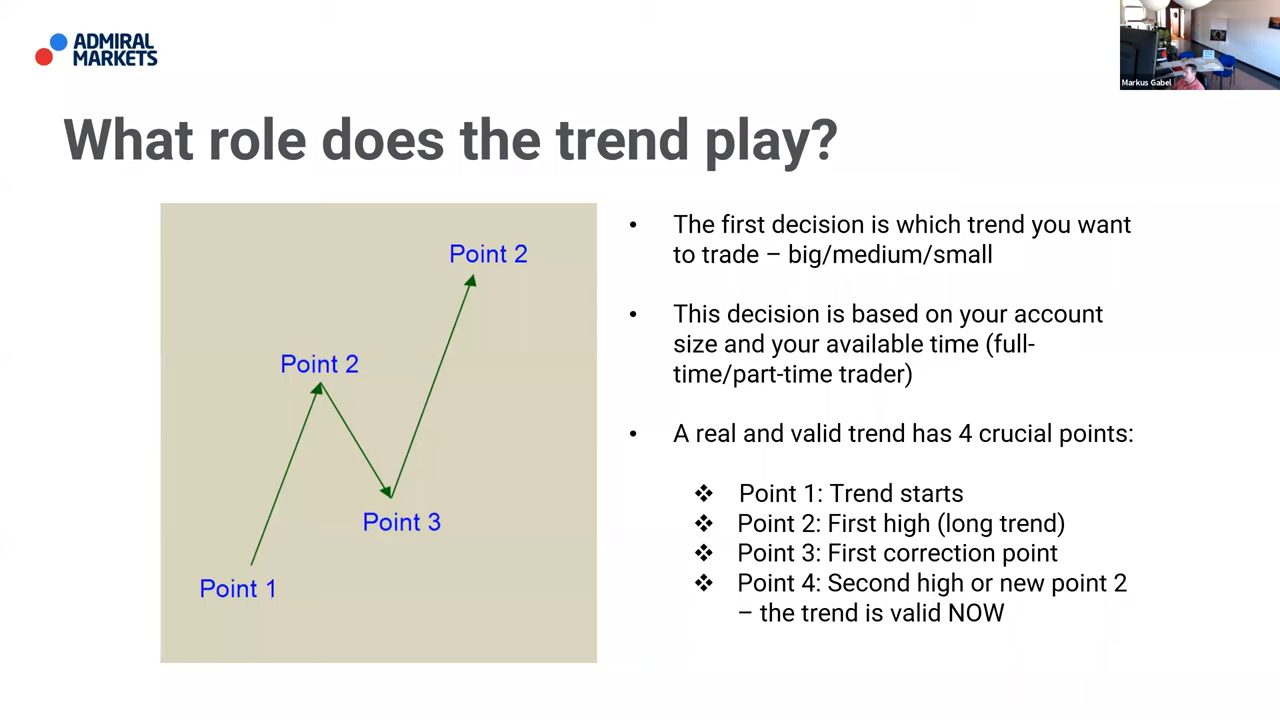 ADMIRAL
MARKETS
Markus Gabel
What role does the trend play?
Point 2
Point 2
Point 3
Point 1
• The first decision is which trend you want
to trade – big/medium/small
• This decision is based on your account
size and your available time (full-
time/part-time trader)
• A real and valid trend has 4 crucial points:
❖ Point 1: Trend starts
❖ Point 2: First high (long trend)
❖ Point 3: First correction point
❖ Point 4: Second high or new point 2
– the trend is valid NOW